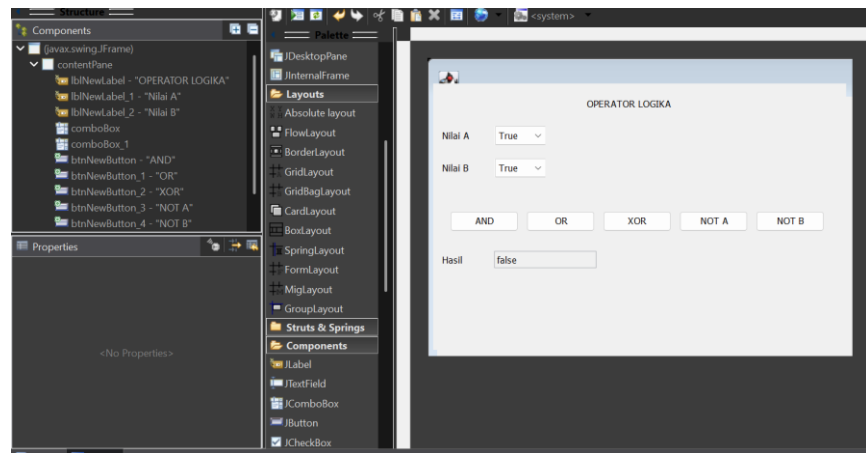 Structure
<system>
Components
(javax.swing.JFrame)
contentPane
lblNewLabel - "OPERATOR LOGIKA"
lblNewLabel_1 - "Nilai A"
lblNewLabel_2 - "Nilai B"
comboBox
comboBox_1
btnNewButton - "AND"
btnNewButton_1 - "OR"
btnNewButton_2 - "XOR"
btnNewButton_3 - "NOT A"
btnNewButton_4 - "NOT B"
Properties
<No Properties>
Palette
JDesktopPane
JInternalFrame
Layouts
Absolute layout
FlowLayout
BorderLayout
GridLayout
GridBagLayout
CardLayout
BoxLayout
SpringLayout
FormLayout
MigLayout
GroupLayout
Struts & Springs
Components
JLabel
JTextField
JComboBox
JButton
JCheckBox
OPERATOR LOGIKA
Nilai A True
Nilai B True
AND OR XOR NOT A NOT B
Hasil false